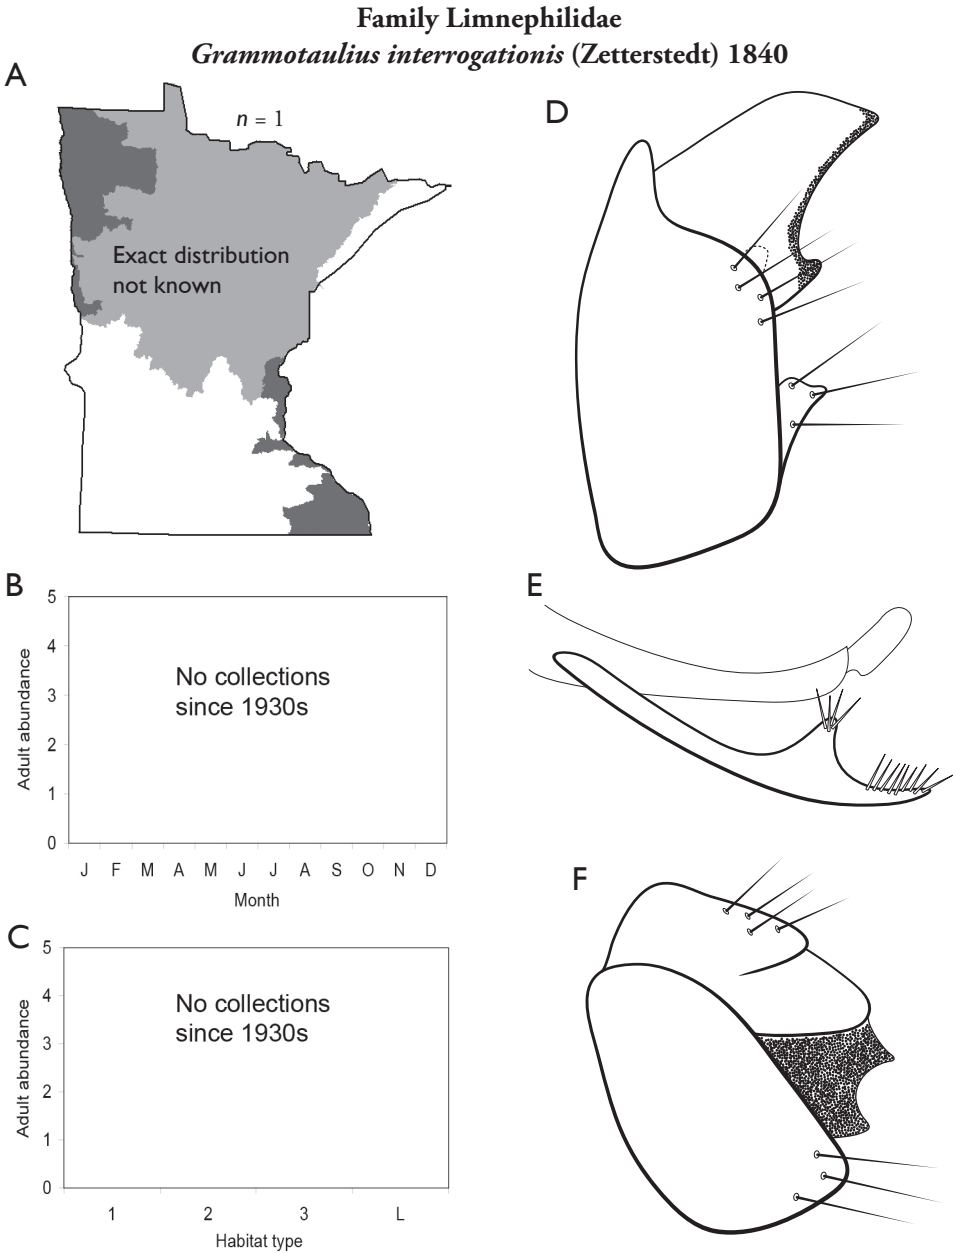 Family Limnephilidae
Grammotaulius interrogationis (Zetterstedt) 1840
A
n = 1
Exact distribution
not known
B
5
4
3
2
1
0
Adult abundance
No collections
since 1930s
J F M A M J J A S O N D
Month
C
5
4
3
2
1
0
Adult abundance
No collections
since 1930s
1 2 3 L
Habitat type
D
E
F